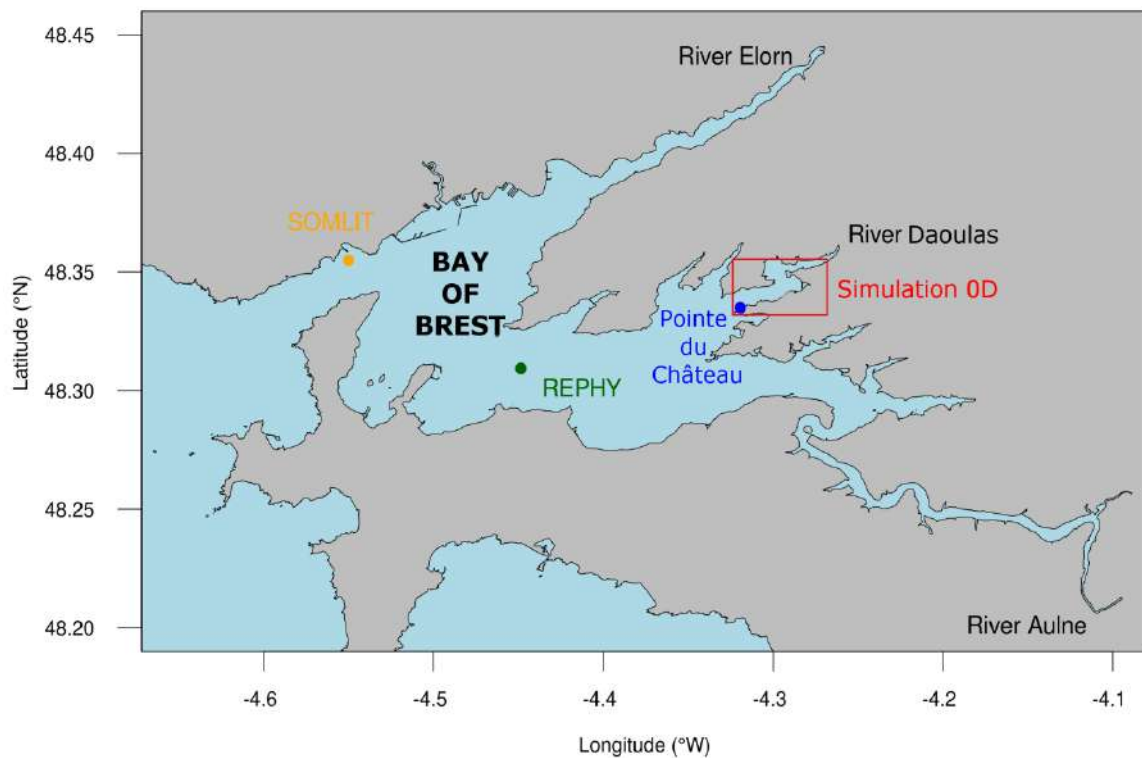 48.45
48.40
48.35
48.30
48.25
48.20
Latitude (°N)
River Elorn
SOMLIT
BAY
OF
BREST
River Daoulas
Simulation 0D
Pointe
du
Château
REPHY
River Aulne
-4.6
-4.5
-4.4
-4.3
-4.2
-4.1
Longitude (°W)